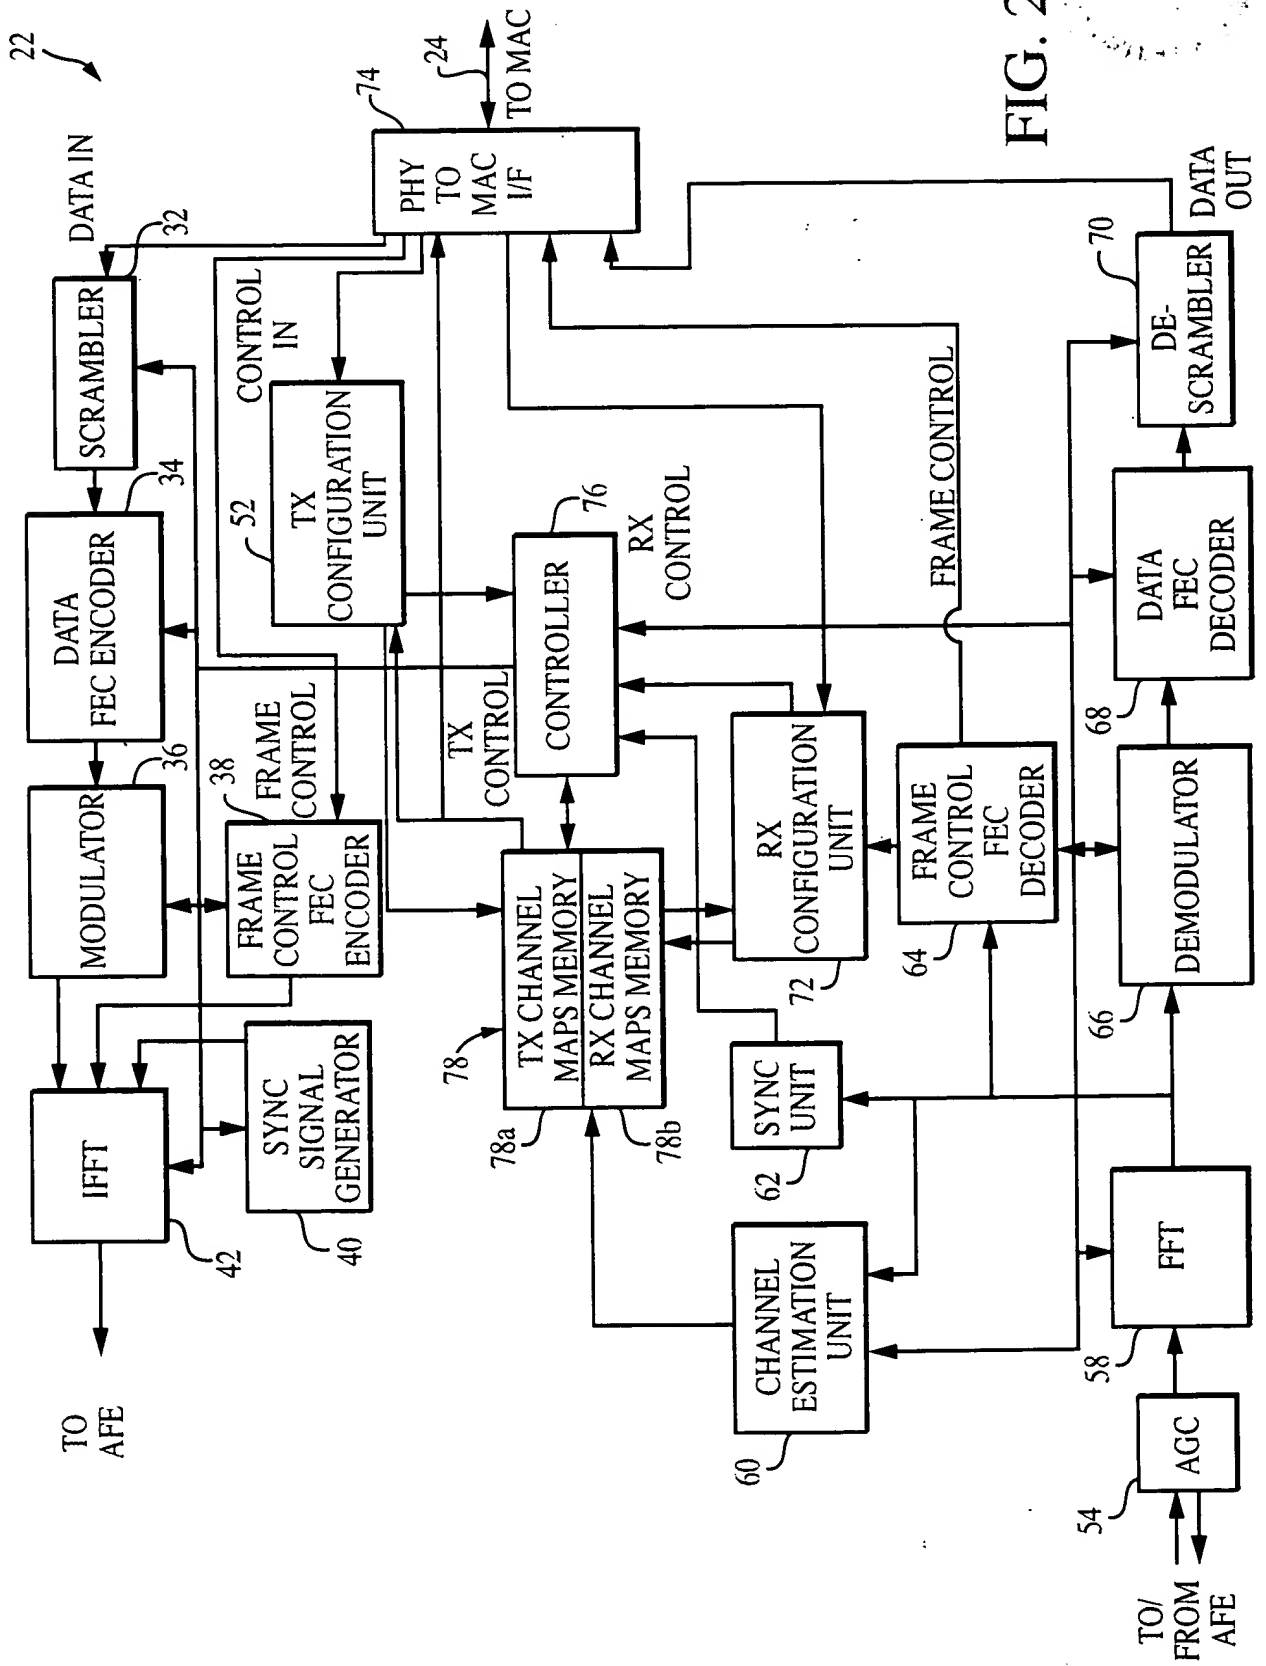 22
DATA IN
TO
AFE
IFFT
42
MODULATOR
36
DATA
FEC ENCODER
34
SCRAMBLER
32
SYNC
SIGNAL
GENERATOR
40
FRAME
CONTROL
FEC
ENCODER
38
FRAME
CONTROL
CONTROL
IN
TX
CONFIGURATION
UNIT
52
PHY
TO
MAC
I/F
74
24
TO MAC
TX
CONTROL
CONTROLLER
76
RX
CONTROL
78
TX CHANNEL
MAPS MEMORY
RX CHANNEL
MAPS MEMORY
78a
78b
CHANNEL
ESTIMATION
UNIT
60
SYNC
UNIT
62
RX
CONFIGURATION
UNIT
72
FRAME
CONTROL
FEC
DECODER
64
FRAME CONTROL
TO/
FROM
AFE
AGC
54
FFT
58
DEMODULATOR
66
DATA
FEC
DECODER
68
DE-
SCRAMBLER
70
DATA
OUT
FIG. 2